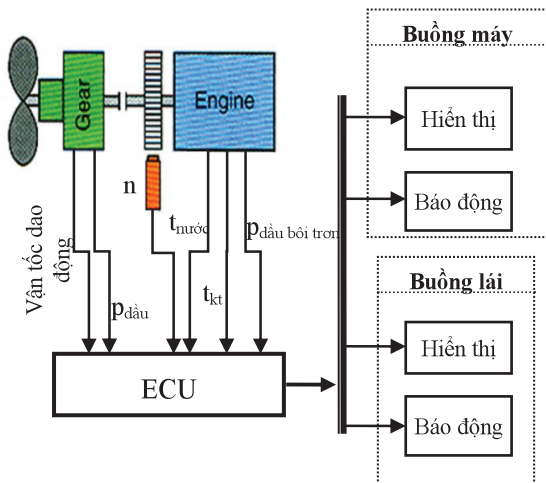 Buồng máy
Gear
Engine
Hiển thị
n
t nước
p dầu bôi trơn
Báo động
Vận tốc dao
động
p dầu
t kt
Buồng lái
Hiển thị
ECU
Báo động